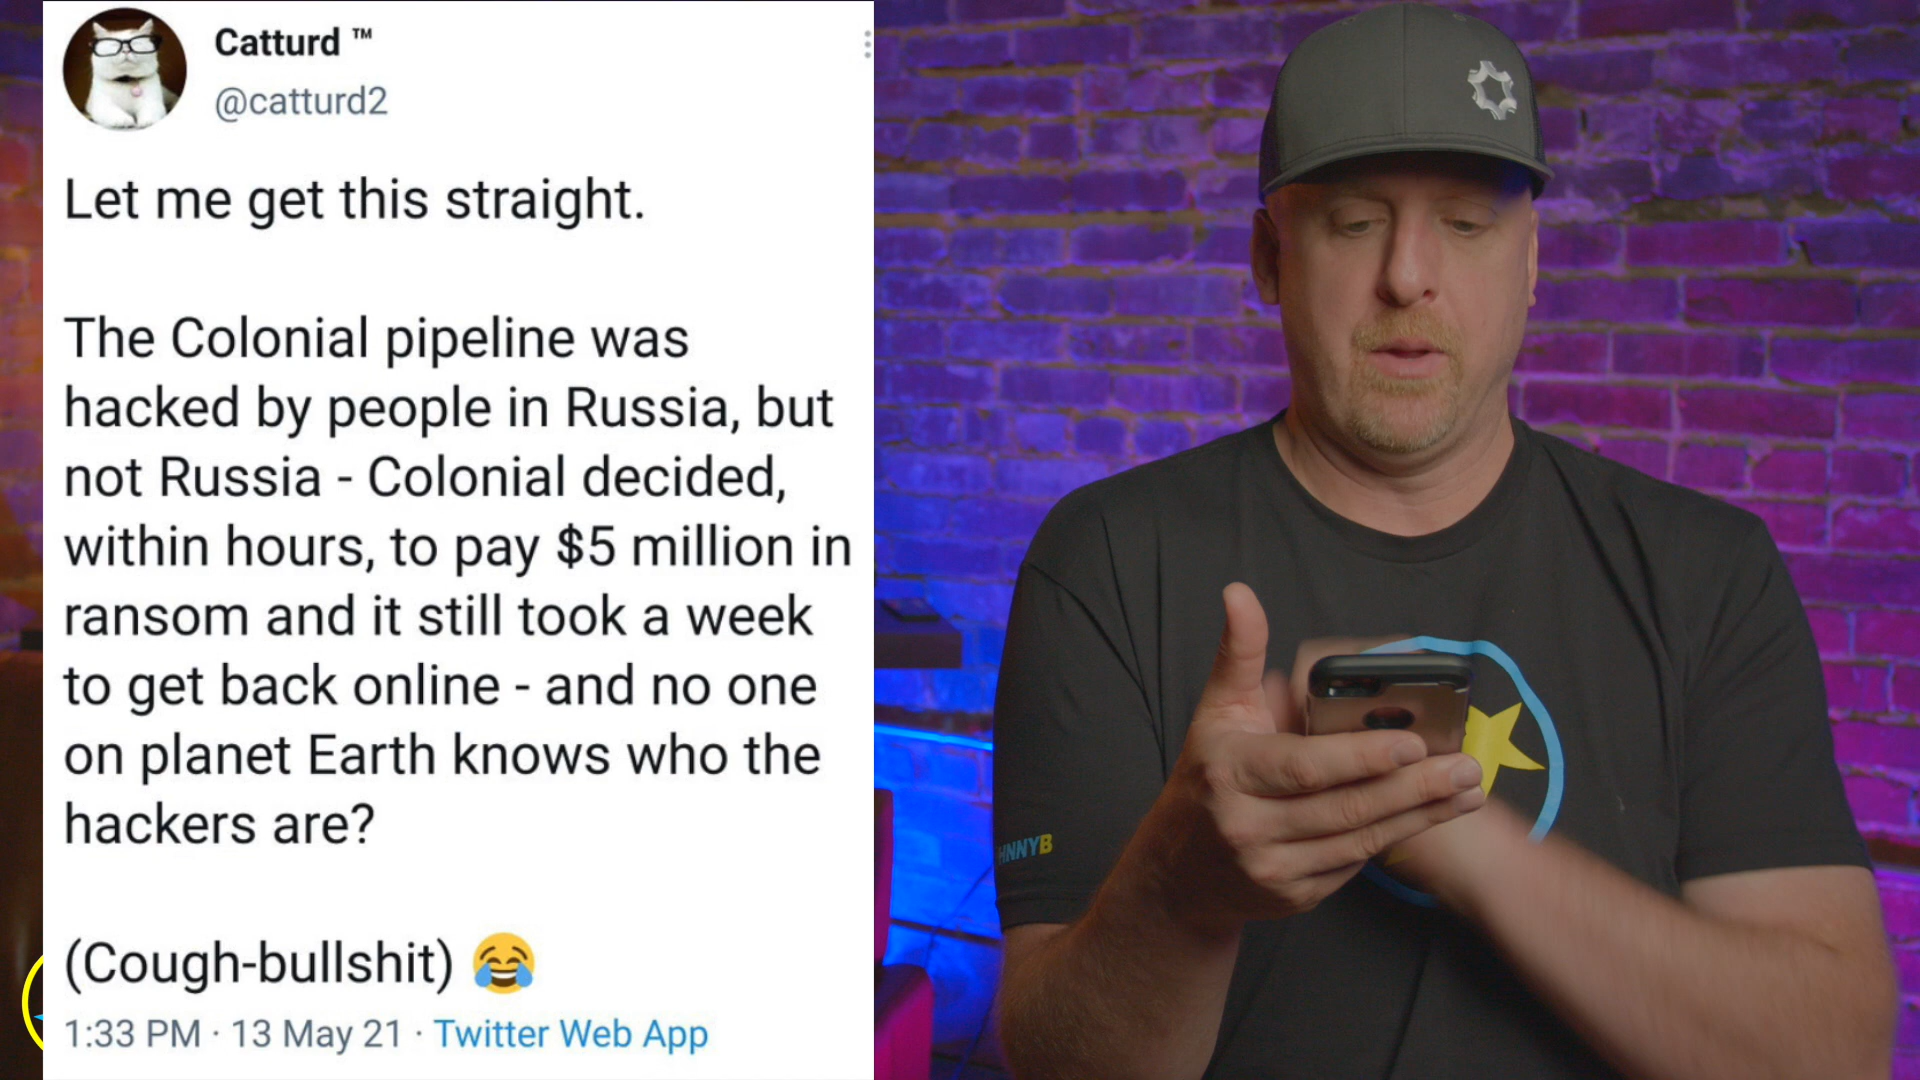 Catturd ™
@catturd2
Let me get this straight.
The Colonial pipeline was
hacked by people in Russia, but
not Russia - Colonial decided,
within hours, to pay $5 million in
ransom and it still took a week
to get back online - and no one
on planet Earth knows who the
hackers are?
(Cough-bullshit) 😂
1:33 PM · 13 May 21 · Twitter Web App
HNNYB